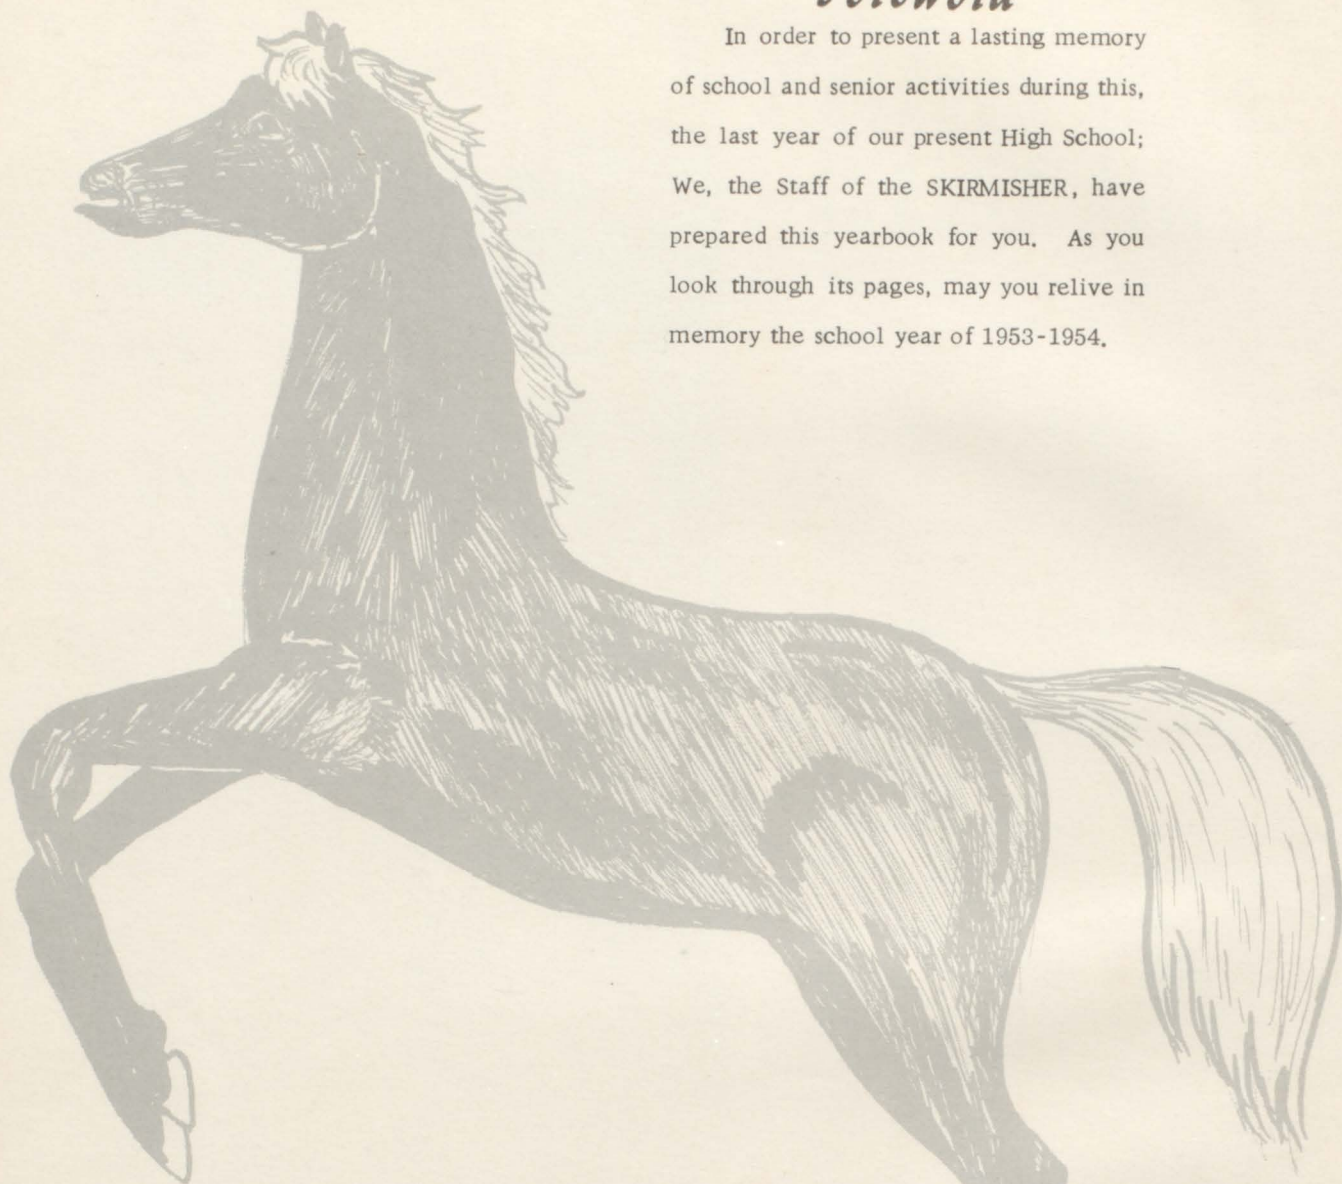 Foreword
In order to present a lasting memory
of school and senior activities during this,
the last year of our present High School;
We, the Staff of the SKIRMISHER, have
prepared this yearbook for you. As you
look through its pages, may you relive in
memory the school year of 1953-1954.